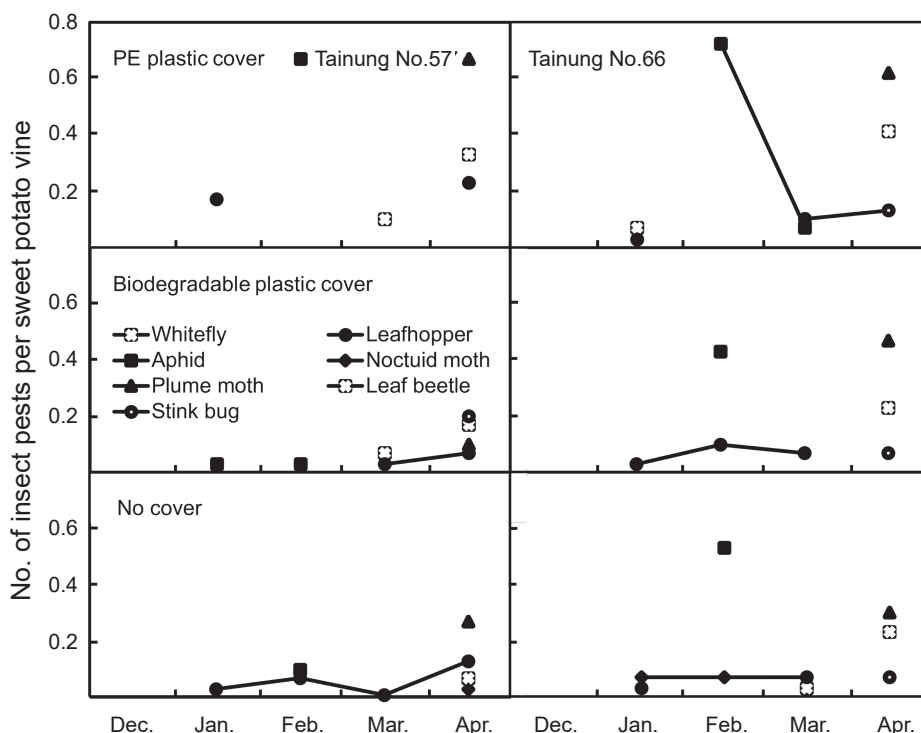 No. of insect pests per sweet potato vine
0.8
0.6
0.4
0.2
PE plastic cover
Tainung No.57′
Tainung No.66
0.6
0.4
0.2
Biodegradable plastic cover
Whitefly
Leafhopper
Aphid
Noctuid moth
Plume moth
Leaf beetle
Stink bug
0.6
0.4
0.2
No cover
Dec. Jan. Feb. Mar. Apr. Dec. Jan. Feb. Mar. Apr.